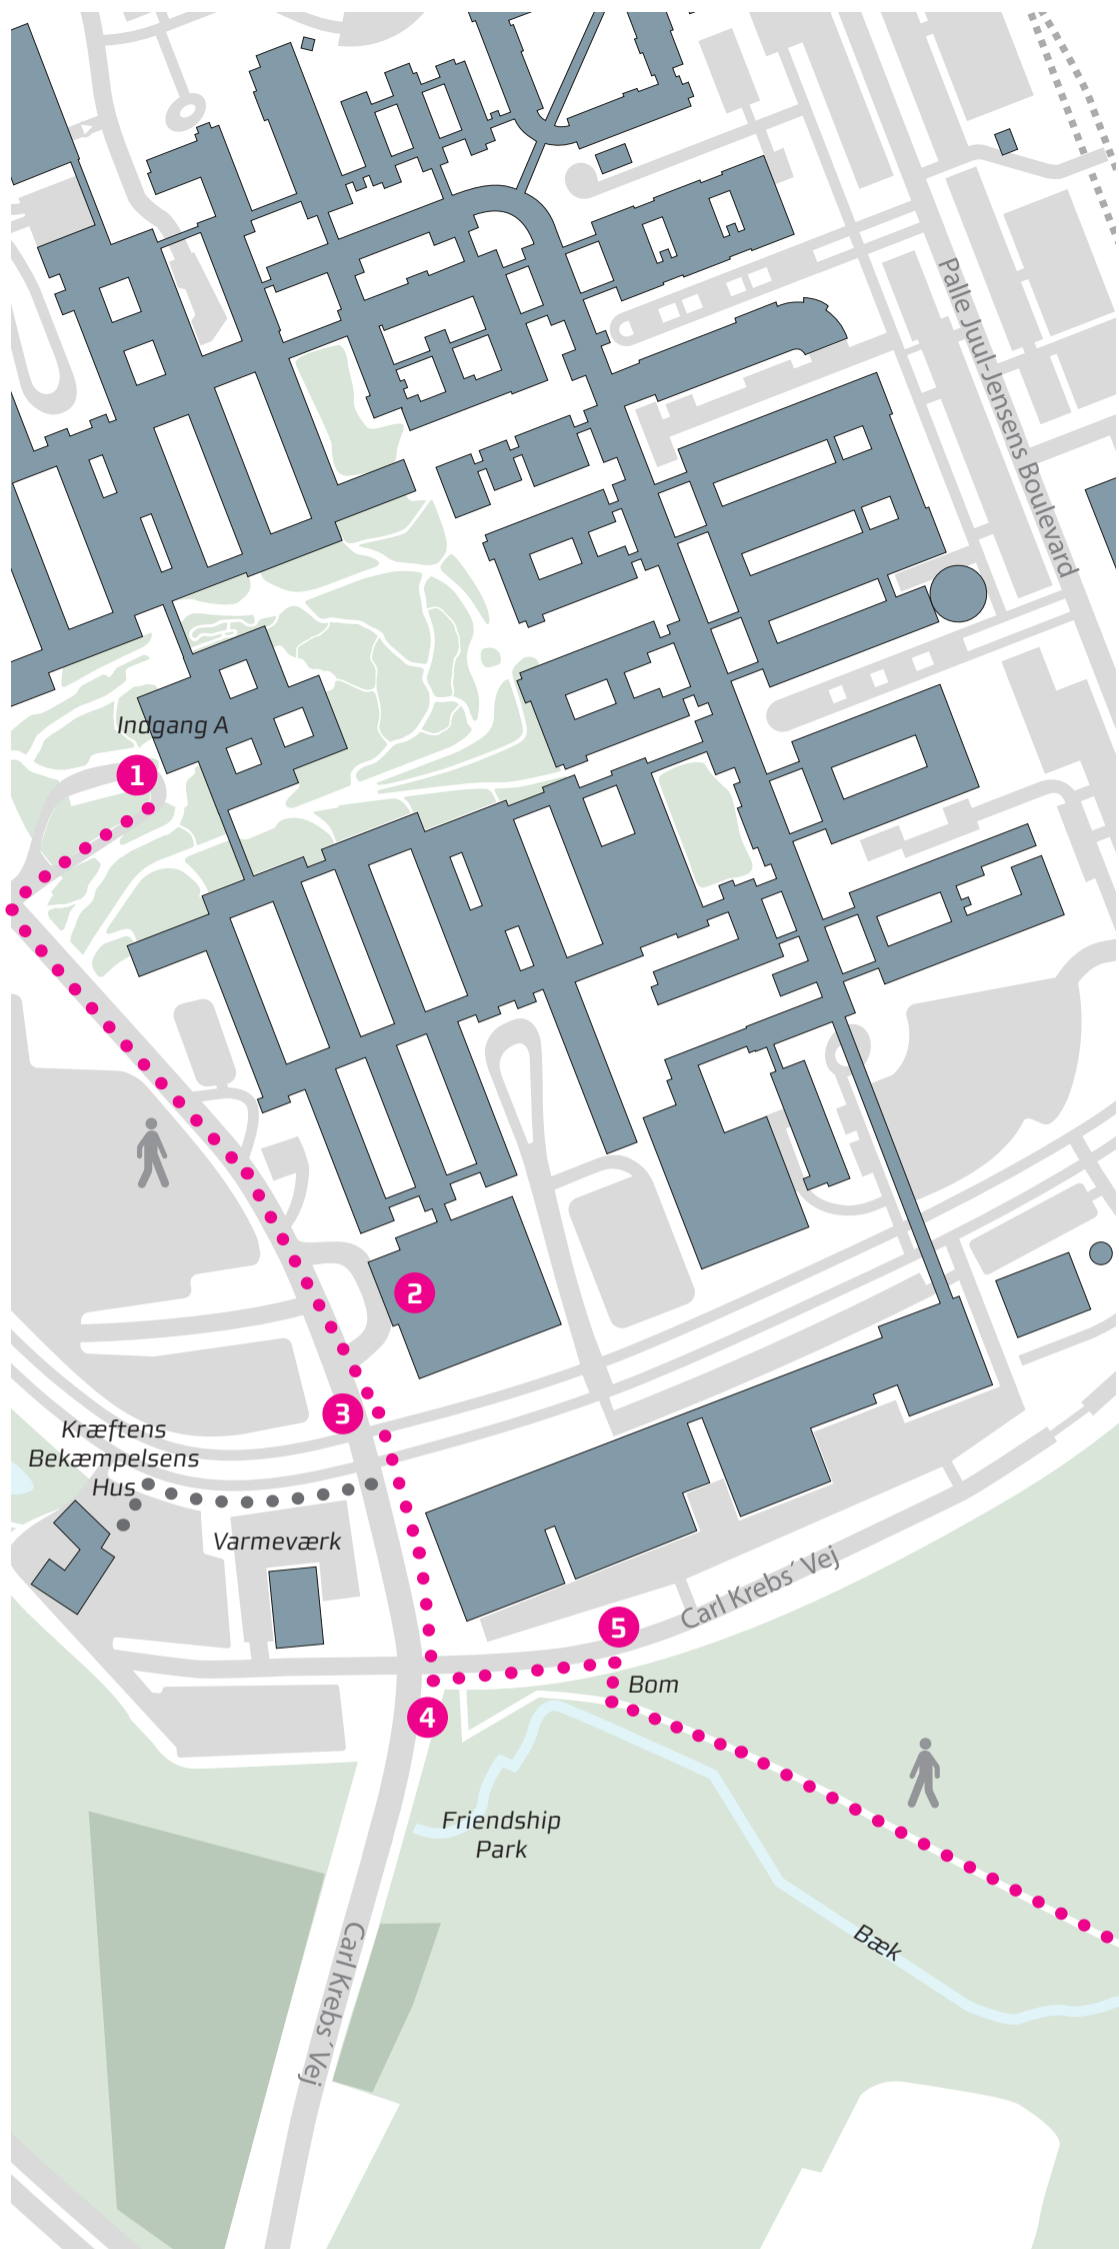 Palle Juul-Jensens Boulevard
Indgang A
1
2
3
Kræftens
Bekæmpelsens
Hus
Varmeværk
Carl Krebs´ Vej
5
Bom
4
Friendship
Park
Bæk
Carl Krebs´ Vej